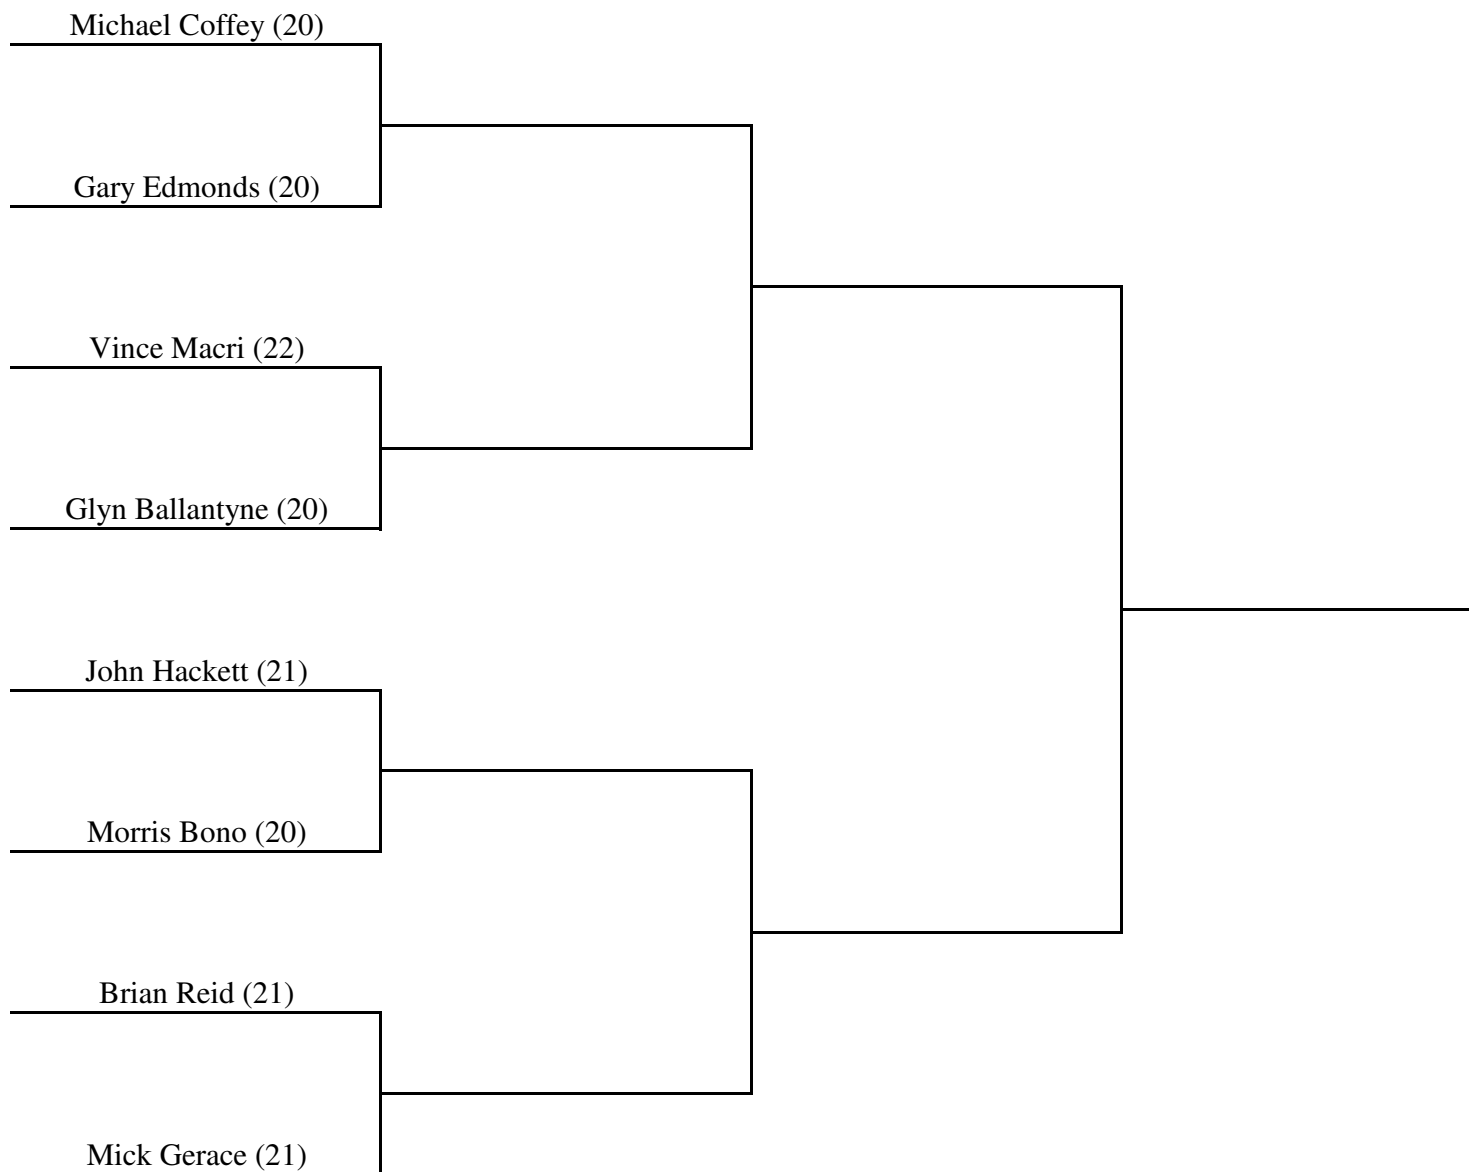 Michael Coffey (20)
Gary Edmonds (20)
Vince Macri (22)
Glyn Ballantyne (20)
John Hackett (21)
Morris Bono (20)
Brian Reid (21)
Mick Gerace (21)